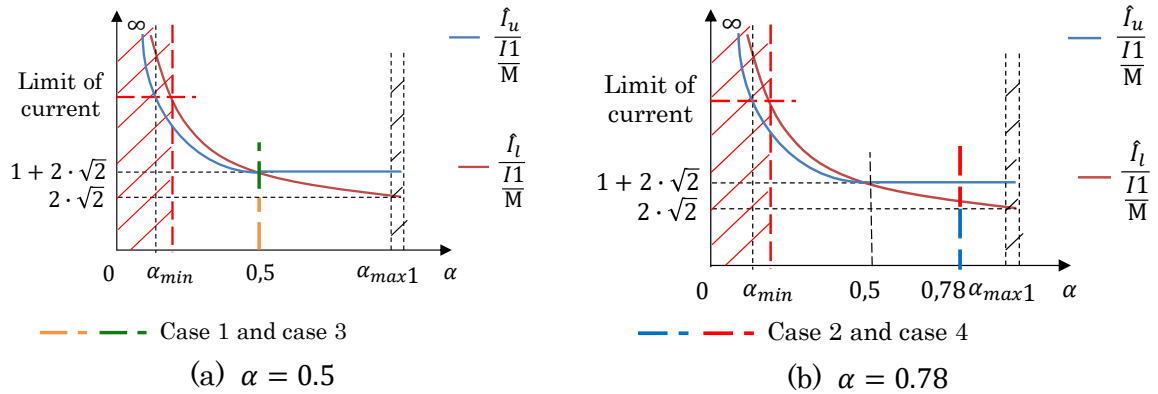 ∞
Limit of
current
1 + 2 · √2
2 · √2
0
α_min
0,5
α_max1
α
Î_u
I1
M
Î_l
I1
M
Case 1 and case 3
(a) α = 0.5
∞
Limit of
current
1 + 2 · √2
2 · √2
0
α_min
0,5
0,78
α_max1
α
Î_u
I1
M
Î_l
I1
M
Case 2 and case 4
(b) α = 0.78